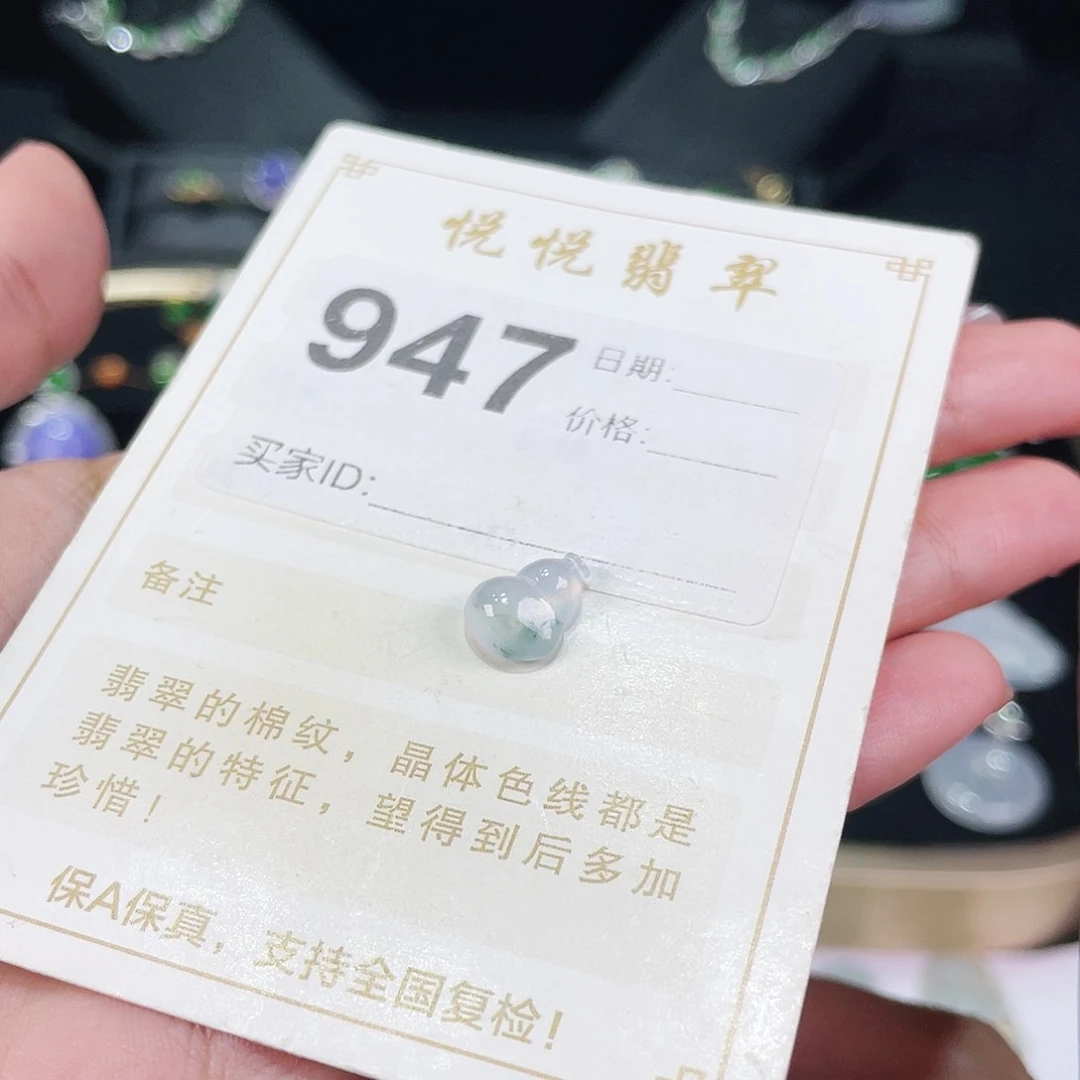 悦悦翡翠
947
日期:
价格:
买家ID:
备注
翡翠的棉纹，晶体色线都是
翡翠的特征，望得到后多加
珍惜！
保A保真，支持全国复检！